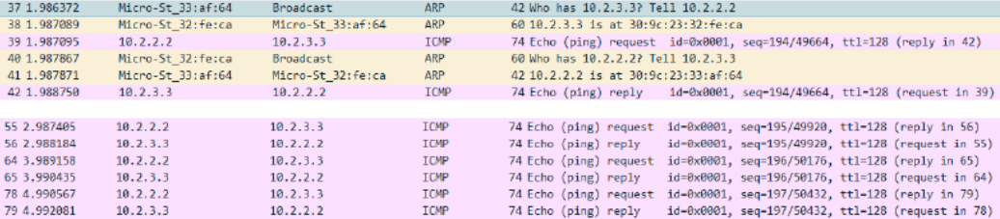 37 1.986372 Micro-St_33:af:64 Broadcast ARP 42 Who has 10.2.3.3? Tell 10.2.2.2
38 1.987089 Micro-St_32:fe:ca Micro-St_33:af:64 ARP 60 10.2.3.3 is at 30:9c:23:32:fe:ca
39 1.987095 10.2.2.2 10.2.3.3 ICMP 74 Echo (ping) request id=0x0001, seq=194/49664, ttl=128 (reply in 42)
40 1.987867 Micro-St_32:fe:ca Broadcast ARP 60 Who has 10.2.2.2? Tell 10.2.3.3
41 1.987871 Micro-St_33:af:64 Micro-St_32:fe:ca ARP 42 10.2.2.2 is at 30:9c:23:33:af:64
42 1.988750 10.2.3.3 10.2.2.2 ICMP 74 Echo (ping) reply id=0x0001, seq=194/49664, ttl=128 (request in 39)
55 2.987405 10.2.2.2 10.2.3.3 ICMP 74 Echo (ping) request id=0x0001, seq=195/49920, ttl=128 (reply in 56)
56 2.988184 10.2.3.3 10.2.2.2 ICMP 74 Echo (ping) reply id=0x0001, seq=195/49920, ttl=128 (request in 55)
64 3.989158 10.2.2.2 10.2.3.3 ICMP 74 Echo (ping) request id=0x0001, seq=196/50176, ttl=128 (reply in 65)
65 3.990435 10.2.3.3 10.2.2.2 ICMP 74 Echo (ping) reply id=0x0001, seq=196/50176, ttl=128 (request in 64)
78 4.990567 10.2.2.2 10.2.3.3 ICMP 74 Echo (ping) request id=0x0001, seq=197/50432, ttl=128 (reply in 79)
79 4.992081 10.2.3.3 10.2.2.2 ICMP 74 Echo (ping) reply id=0x0001, seq=197/50432, ttl=128 (request in 78)